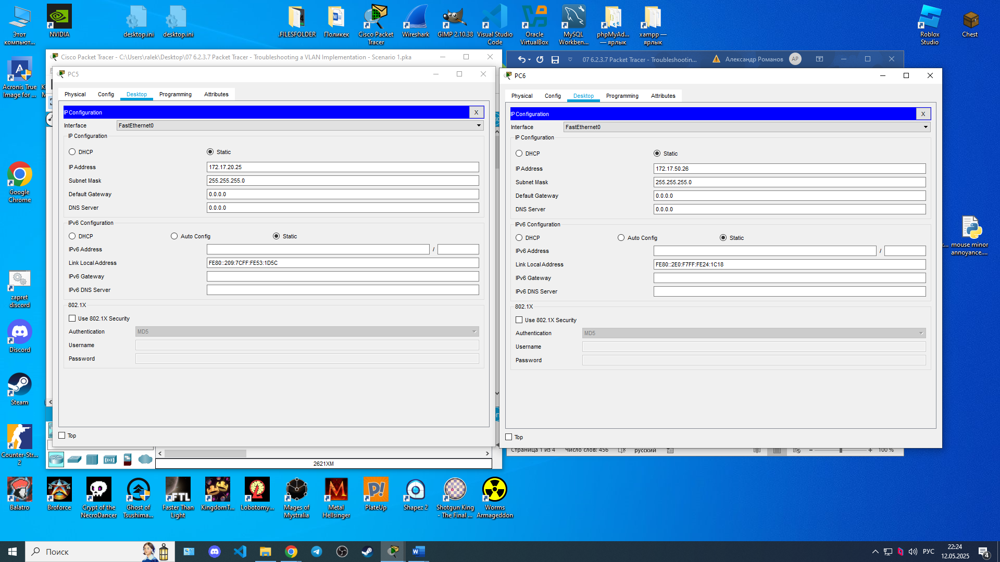 Этот компьют...
NVIDIA
desktop.ini
desktop.ini
.FILESFOLDER
Поликек
Cisco Packet Tracer
Wireshark
GIMP 2.10.38
Visual Studio Code
Oracle VirtualBox
MySQL Workben...
phpMyAd... — ярлык
xampp — ярлык
Roblox Studio
Chest
Acronis True Image for ...
Google Chrome
zapret discord
Discord
Steam
Counter-Str... 2
mouse minor annoyance....
Cisco Packet Tracer - C:\Users\ralek\Desktop\07 6.2.3.7 Packet Tracer - Troubleshooting a VLAN Implementation - Scenario 1.pka
07 6.2.3.7 Packet Tracer - Troubleshootin...
Александр Романов
АР
PC5
Physical Config Desktop Programming Attributes
IP Configuration X
Interface FastEthernet0
IP Configuration
DHCP Static
IP Address 172.17.20.25
Subnet Mask 255.255.255.0
Default Gateway 0.0.0.0
DNS Server 0.0.0.0
IPv6 Configuration
DHCP Auto Config Static
IPv6 Address /
Link Local Address FE80::209:7CFF:FE53:1D5C
IPv6 Gateway
IPv6 DNS Server
802.1X
Use 802.1X Security
Authentication MD5
Username
Password
Top
2621XM
PC6
Physical Config Desktop Programming Attributes
IP Configuration X
Interface FastEthernet0
IP Configuration
DHCP Static
IP Address 172.17.50.26
Subnet Mask 255.255.255.0
Default Gateway 0.0.0.0
DNS Server 0.0.0.0
IPv6 Configuration
DHCP Auto Config Static
IPv6 Address /
Link Local Address FE80::2E0:F7FF:FE24:1C18
IPv6 Gateway
IPv6 DNS Server
802.1X
Use 802.1X Security
Authentication MD5
Username
Password
Top
Страница 1 из 4 Число слов: 456 русский 100 %
Balatro
Broforce
Crypt of the NecroDancer
Ghost of Tsushima...
FTL
Faster Than Light
KingdomT...
Lobotomy...
Mages of Mystralia
Metal Hellsinger
PlateUp
Shapez 2
Shotgun King - The Final ...
Worms Armageddon
Поиск
РУС
22:24
12.05.2025
4